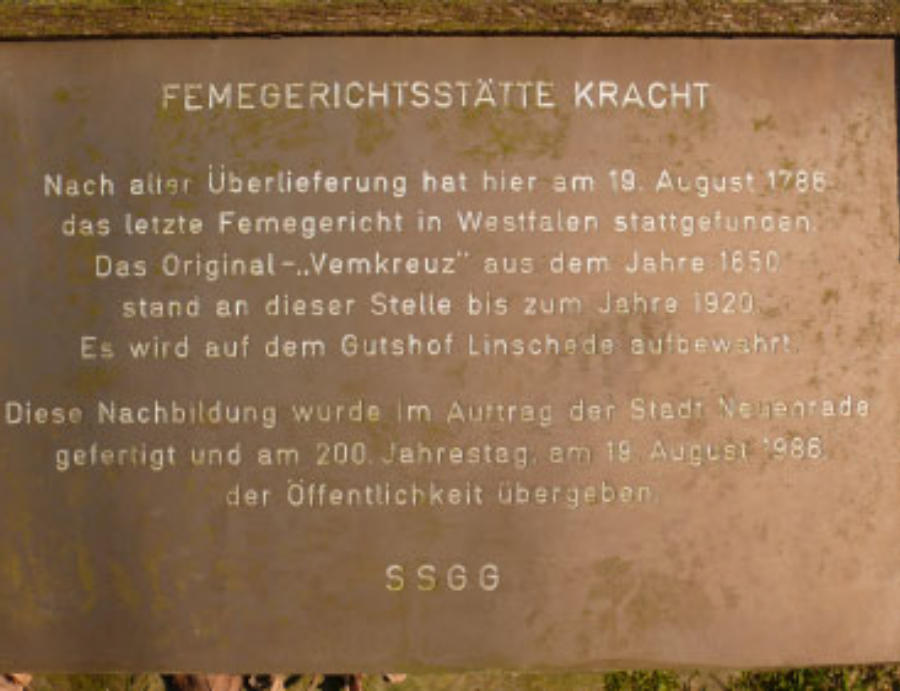 FEMEGERICHTSSTÄTTE KRACHT
Nach alter Überlieferung hat hier am 19. August 1786
das letzte Femegericht in Westfalen stattgefunden.
Das Original-„Vemkreuz" aus dem Jahre 1650
stand an dieser Stelle bis zum Jahre 1920.
Es wird auf dem Gutshof Linschede aufbewahrt.
Diese Nachbildung wurde im Auftrag der Stadt Neuenrade
gefertigt und am 200. Jahrestag, am 19. August 1986,
der Öffentlichkeit übergeben.
SSGG